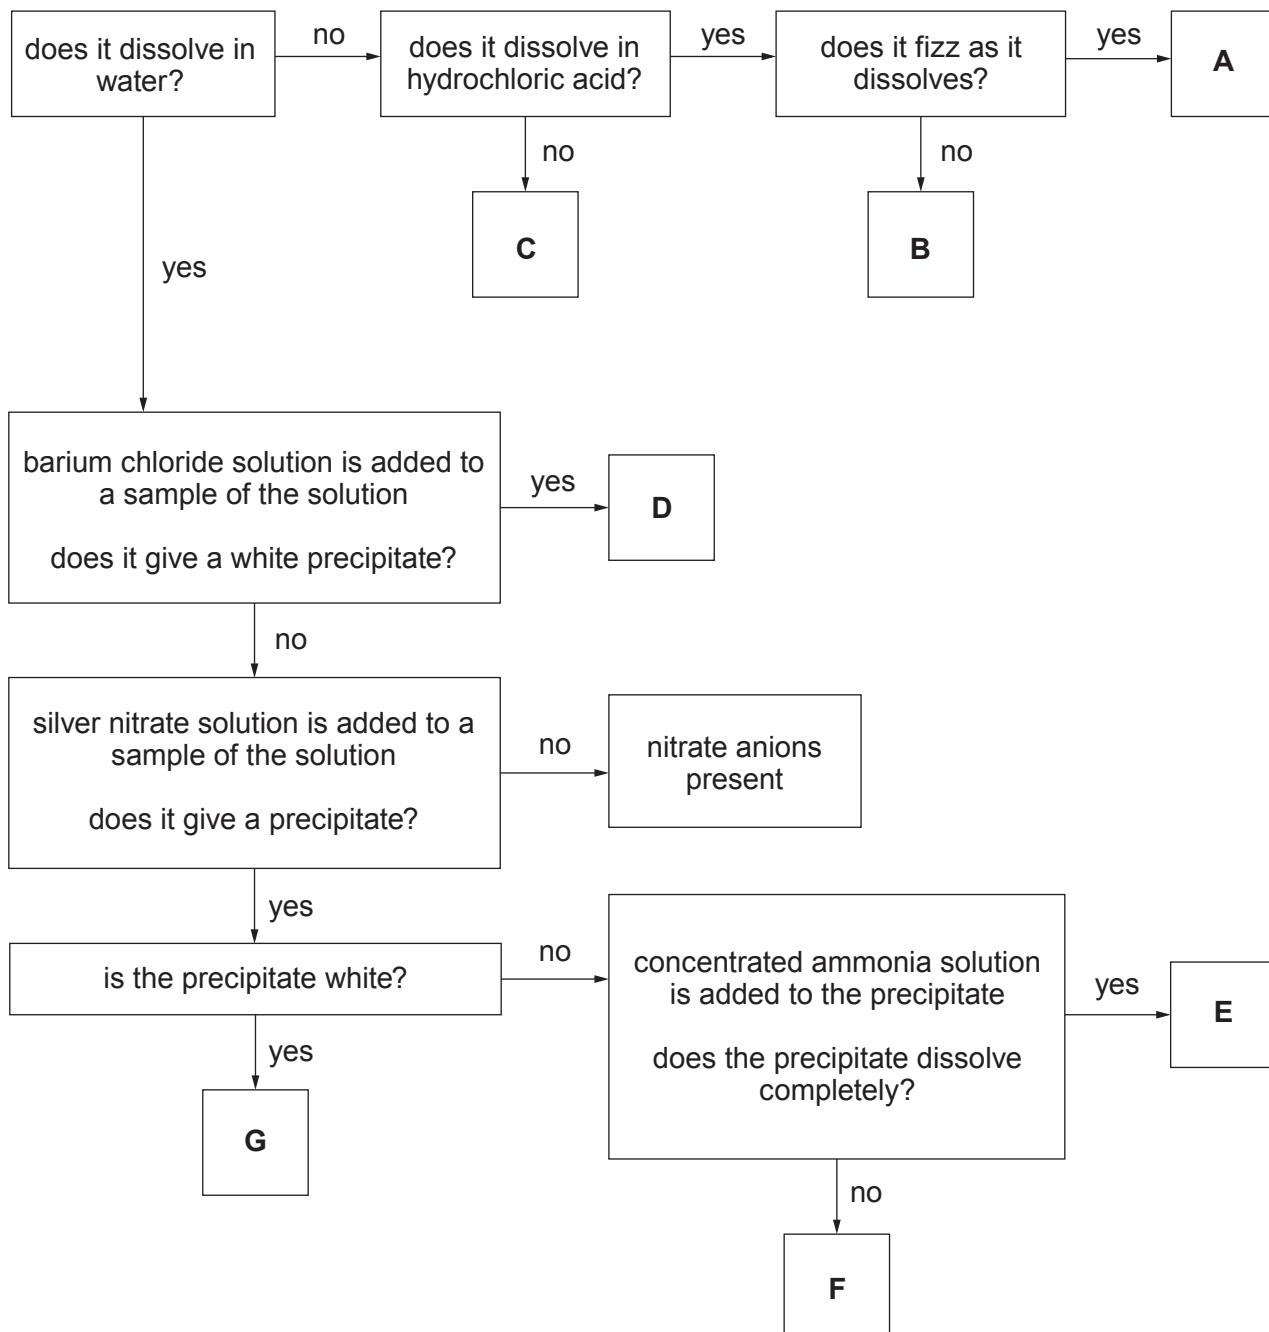 does it dissolve in
water?
no
does it dissolve in
hydrochloric acid?
yes
does it fizz as it
dissolves?
yes
A
no
C
no
B
yes
barium chloride solution is added to
a sample of the solution
does it give a white precipitate?
yes
D
no
silver nitrate solution is added to a
sample of the solution
does it give a precipitate?
no
nitrate anions
present
yes
is the precipitate white?
no
concentrated ammonia solution
is added to the precipitate
does the precipitate dissolve
completely?
yes
E
yes
G
no
F